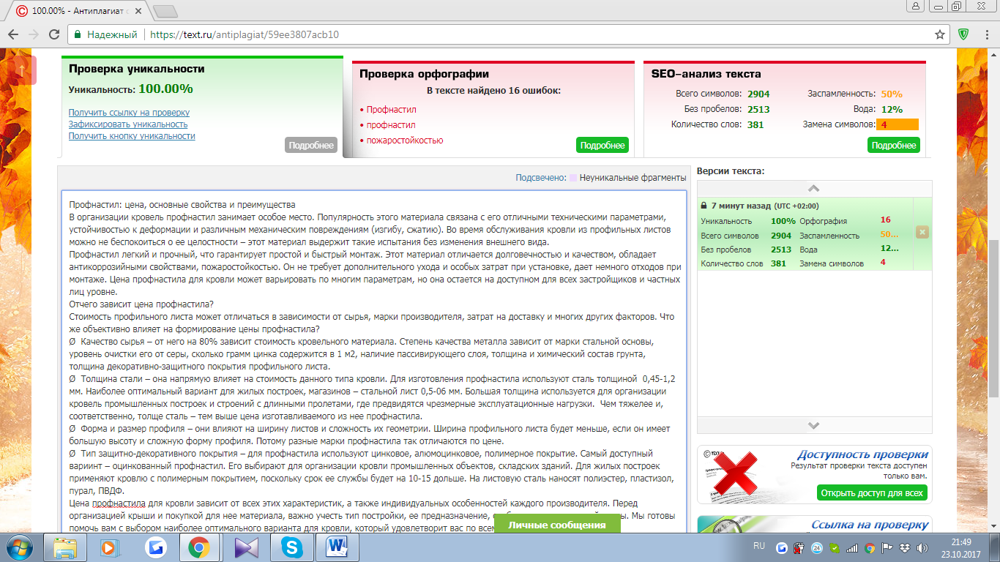 100.00% - Антиплагиат
Надежный https://text.ru/antiplagiat/59ee3807acb10
Проверка уникальности
Уникальность: 100.00%
Получить ссылку на проверку
Зафиксировать уникальность
Получить кнопку уникальности
Подробнее
Проверка орфографии
В тексте найдено 16 ошибок:
• Профнастил
• профнастил
• пожаростойкостью
Подробнее
SEO-анализ текста
Всего символов: 2904 Заспамленность: 50%
Без пробелов: 2513 Вода: 12%
Количество слов: 381 Замена символов: 4
Подробнее
Подсвечено: Неуникальные фрагменты
Профнастил: цена, основные свойства и преимущества
В организации кровель профнастил занимает особое место. Популярность этого материала связана с его отличными техническими параметрами,
устойчивостью к деформации и различным механическим повреждениям (изгибу, сжатию). Во время обслуживания кровли из профильных листов
можно не беспокоиться о ее целостности – этот материал выдержит такие испытания без изменения внешнего вида.
Профнастил легкий и прочный, что гарантирует простой и быстрый монтаж. Этот материал отличается долговечностью и качеством, обладает
антикоррозийными свойствами, пожаростойкостью. Он не требует дополнительного ухода и особых затрат при установке, дает немного отходов при
монтаже. Цена профнастила для кровли может варьировать по многим параметрам, но она остается на доступном для всех застройщиков и частных
лиц уровне.
Отчего зависит цена профнастила?
Стоимость профильного листа может отличаться в зависимости от сырья, марки производителя, затрат на доставку и многих других факторов. Что
же объективно влияет на формирование цены профнастила?
Ø Качество сырья – от него на 80% зависит стоимость кровельного материала. Степень качества металла зависит от марки стальной основы,
уровень очистки его от серы, сколько грамм цинка содержится в 1 м2, наличие пассивирующего слоя, толщина и химический состав грунта,
толщина декоративно-защитного покрытия профильного листа.
Ø Толщина стали – она напрямую влияет на стоимость данного типа кровли. Для изготовления профнастила используют сталь толщиной 0,45-1,2
мм. Наиболее оптимальный вариант для жилых построек, магазинов – стальной лист 0,5-06 мм. Большая толщина используется для организации
кровель промышленных построек и строений с длинными пролетами, где предвидятся чрезмерные эксплуатационные нагрузки. Чем тяжелее и,
соответственно, толще сталь – тем выше цена изготавливаемого из нее профнастила.
Ø Форма и размер профиля – они влияют на ширину листов и сложность их геометрии. Ширина профильного листа будет меньше, если он имеет
большую высоту и сложную форму профиля. Потому разные марки профнастила так отличаются по цене.
Ø Тип защитно-декоративного покрытия – для профнастила используют цинковое, алюмоцинковое, полимерное покрытие. Самый доступный
вариинт – оцинкованный профнастил. Его выбирают для организации кровли промышленных объектов, складских зданий. Для жилых построек
применяют кровлю с полимерным покрытием, поскольку срок ее службы будет на 10-15 дольше. На листовую сталь наносят полиэстер, пластизол,
пурал, ПВДФ.
Цена профнастила для кровли зависит от всех этих характеристик, а также индивидуальных особенностей каждого производителя. Перед
организацией крыши и покупкой для нее материала, важно учесть тип постройки, ее предназначение, Мы готовы
помочь вам с выбором наиболее оптимального варианта для кровли, который удовлетворит вас по
Личные сообщения
Версии текста:
7 минут назад (UTC +02:00)
Уникальность 100% Орфография 16
Всего символов 2904 Заспамленность 50...
Без пробелов 2513 Вода 12...
Количество слов 381 Замена символов 4
Доступность проверки
Результат проверки текста доступен
только вам.
Открыть доступ для всех
Ссылка на проверку
RU
21:49
23.10.2017